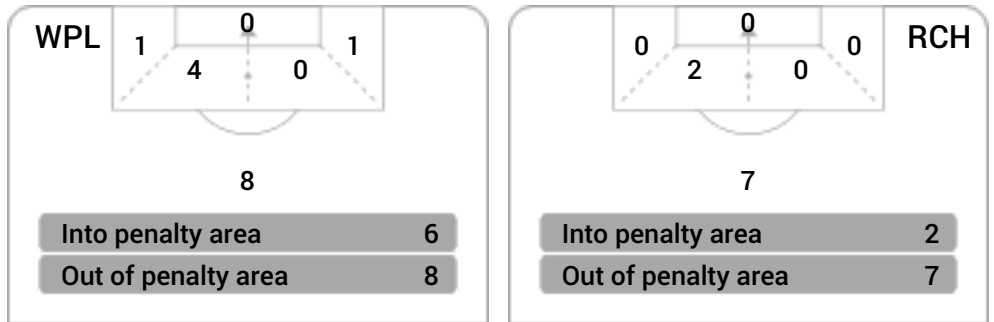 WPL
0
1
1
4
0
8
Into penalty area 6
Out of penalty area 8
RCH
0
0
0
2
0
7
Into penalty area 2
Out of penalty area 7